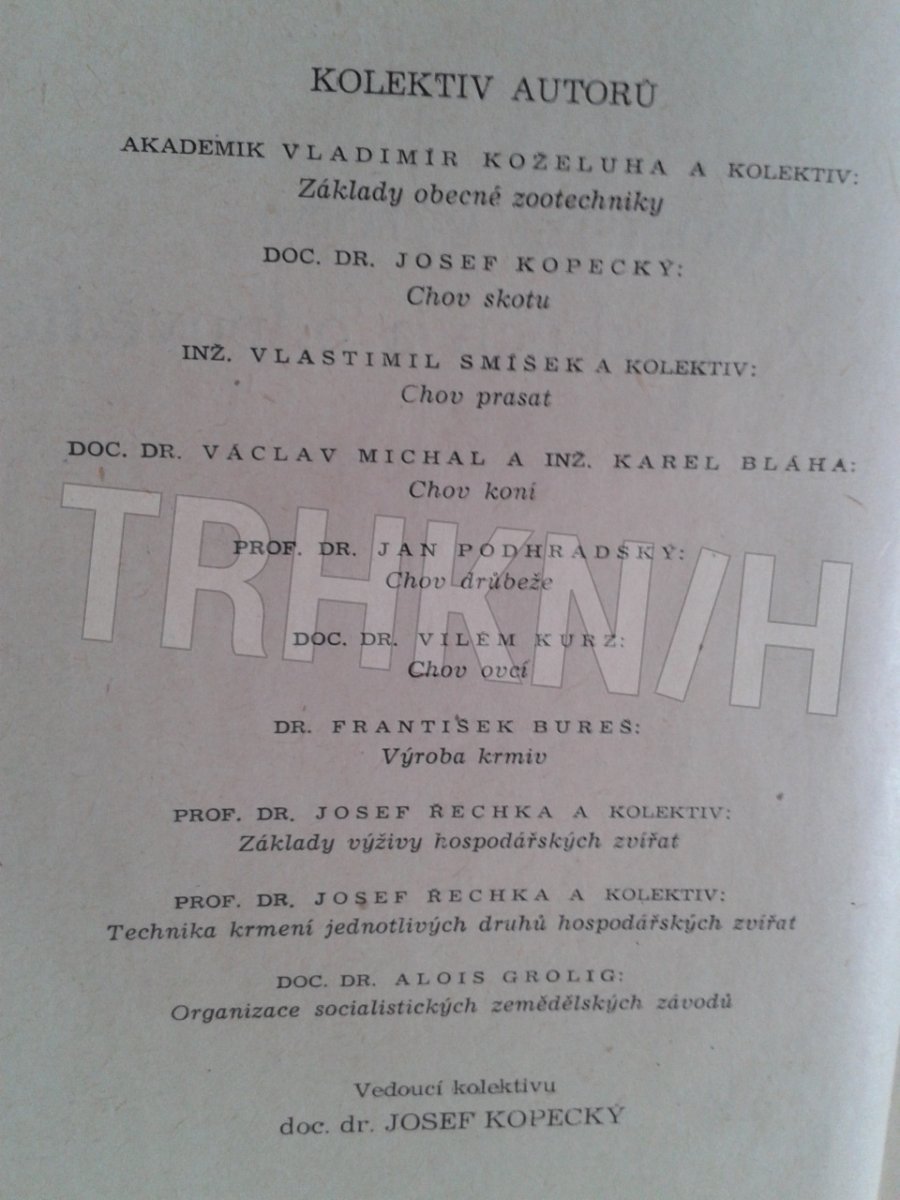 KOLEKTIV AUTORŮ
AKADEMIK VLADIMÍR KOŽELUHA A KOLEKTIV:
Základy obecné zootechniky
DOC. DR. JOSEF KOPECKÝ:
Chov skotu
INŽ. VLASTIMIL SMÍŠEK A KOLEKTIV:
Chov prasat
DOC. DR. VÁCLAV MICHAL A INŽ. KAREL BLÁHA:
Chov koní
PROF. DR. JAN PODHRADSKÝ:
Chov drůbeže
TRHKN/H
DOC. DR. VILÉM KURZ:
Chov ovcí
DR. FRANTIŠEK BUREŠ:
Výroba krmiv
PROF. DR. JOSEF ŘECHKA A KOLEKTIV:
Základy výživy hospodářských zvířat
PROF. DR. JOSEF ŘECHKA A KOLEKTIV:
Technika krmení jednotlivých druhů hospodářských zvířat
DOC. DR. ALOIS GROLIG:
Organizace socialistických zemědělských závodů
Vedoucí kolektivu
doc. dr. JOSEF KOPECKÝ